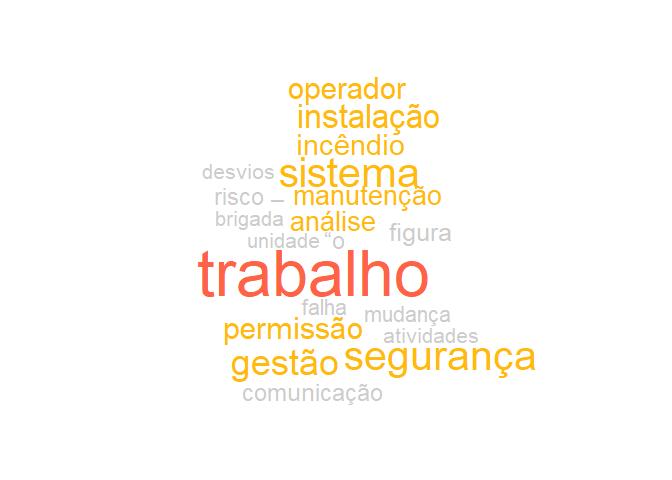 operador
instalação
incêndio
desvios sistema
risco – manutenção
brigada análise
unidade “o figura
trabalho
falha mudança
permissão atividades
gestão segurança
comunicação